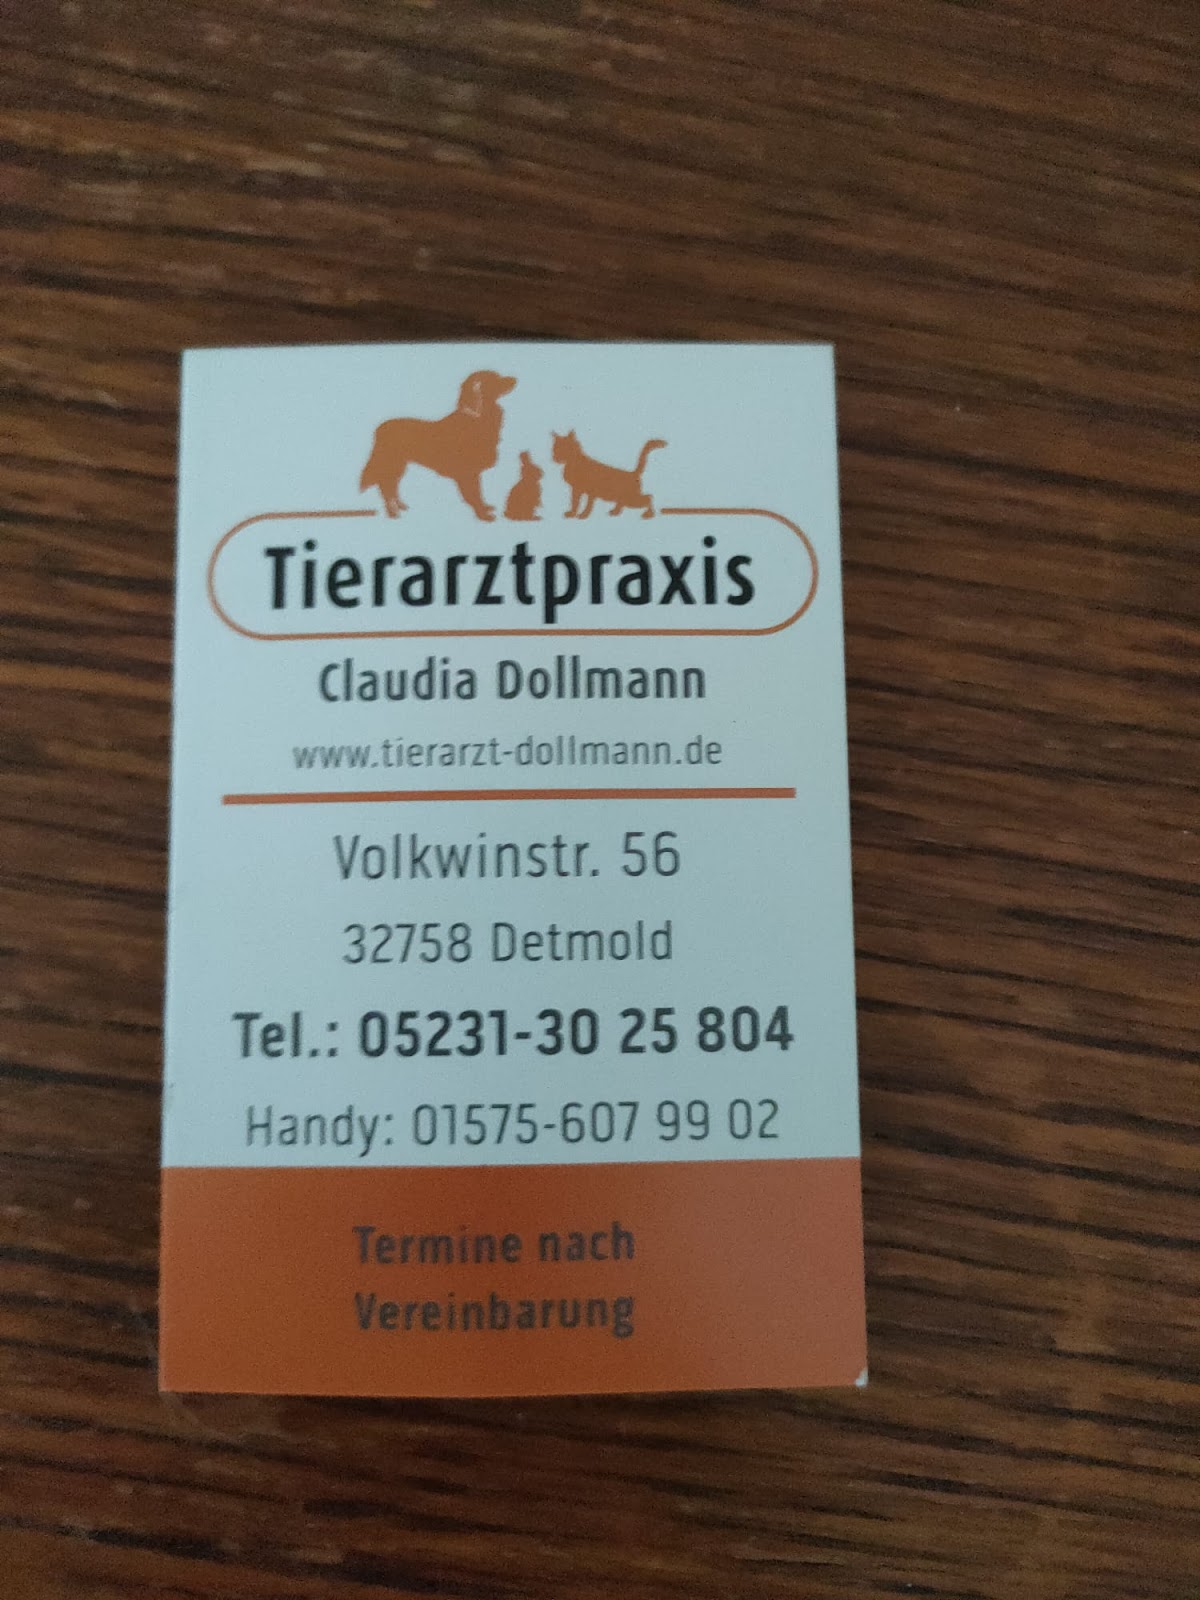 Tierarztpraxis
Claudia Dollmann
www.tierarzt-dollmann.de
Volkwinstr. 56
32758 Detmold
Tel.: 05231-30 25 804
Handy: 01575-607 99 02
Termine nach
Vereinbarung